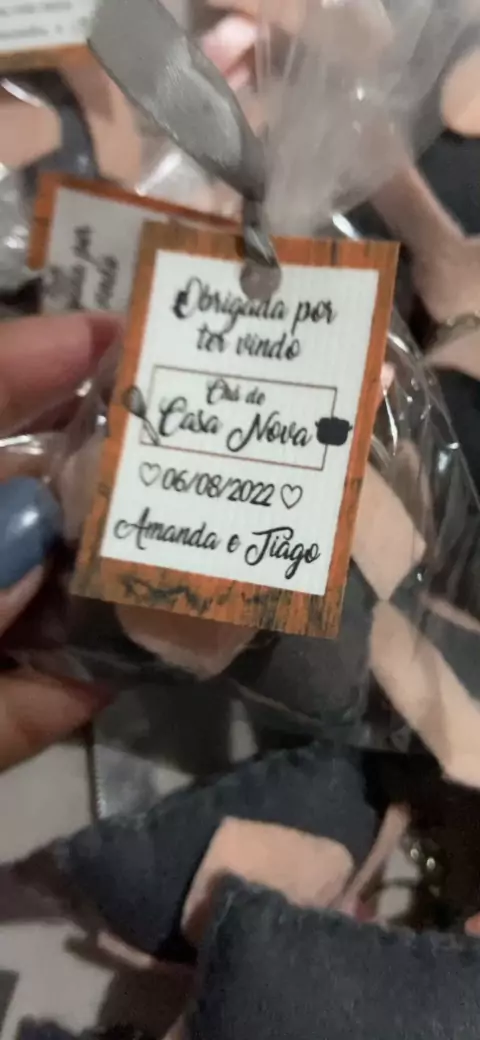 Obrigada por
ter vindo
Chá de
Casa Nova
♡06/08/2022♡
Amanda e Tiago